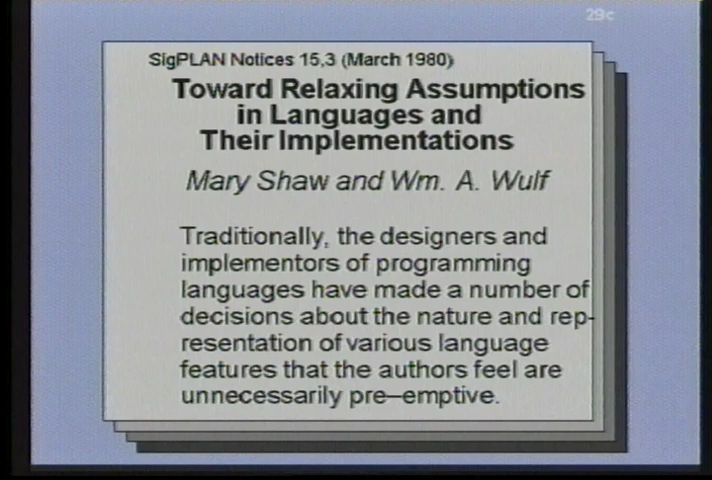 29c
SigPLAN Notices 15,3 (March 1980)
Toward Relaxing Assumptions
in Languages and
Their Implementations
Mary Shaw and Wm. A. Wulf
Traditionally, the designers and
implementors of programming
languages have made a number of
decisions about the nature and rep-
resentation of various language
features that the authors feel are
unnecessarily pre–emptive.